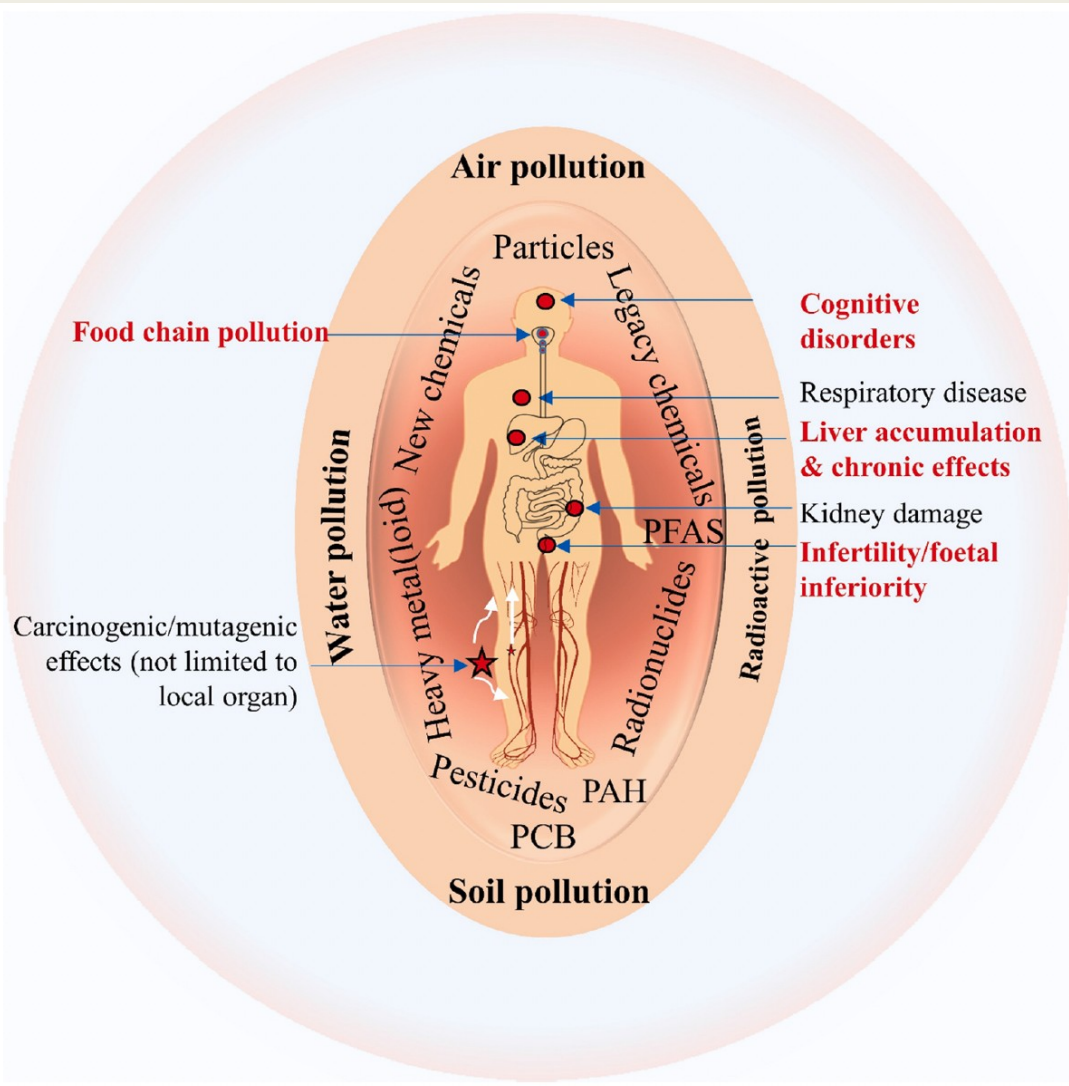 Air pollution
Particles
New chemicals
Legacy chemicals
Food chain pollution
Cognitive
disorders
Respiratory disease
Liver accumulation
& chronic effects
Kidney damage
Infertility/foetal
inferiority
Water pollution
Radioactive pollution
Heavy metal(loid)
PFAS
Radionuclides
Carcinogenic/mutagenic
effects (not limited to
local organ)
Pesticides
PAH
PCB
Soil pollution